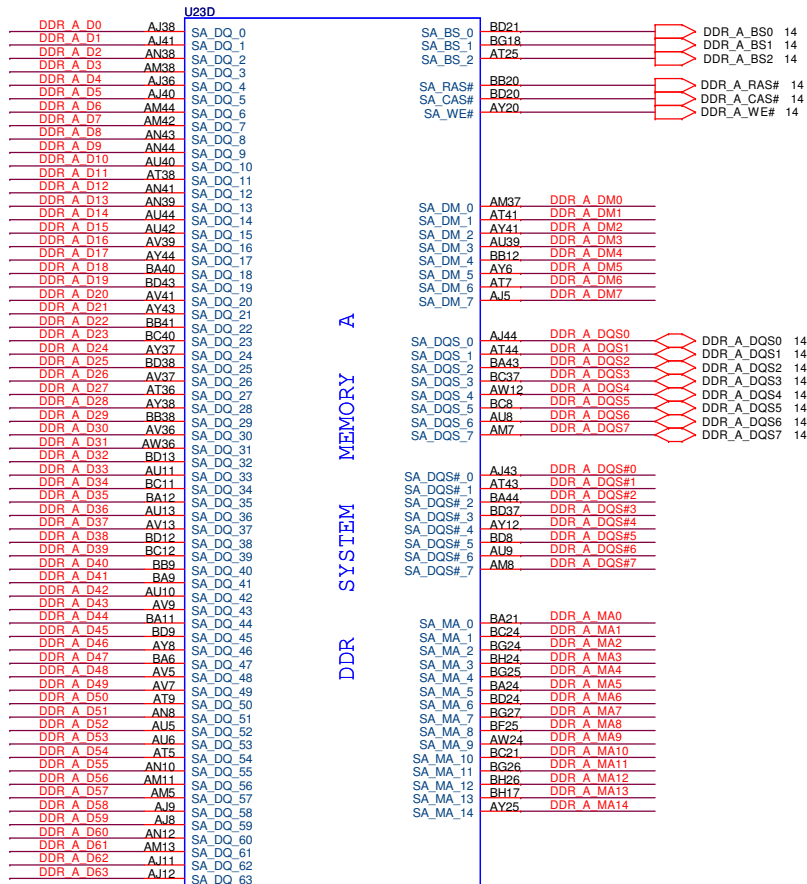 U23D
DDR_A_D0 AJ38 SA_DQ_0
DDR_A_D1 AJ41 SA_DQ_1
DDR_A_D2 AN38 SA_DQ_2
DDR_A_D3 AM38 SA_DQ_3
DDR_A_D4 AJ36 SA_DQ_4
DDR_A_D5 AJ40 SA_DQ_5
DDR_A_D6 AM44 SA_DQ_6
DDR_A_D7 AM42 SA_DQ_7
DDR_A_D8 AN43 SA_DQ_8
DDR_A_D9 AN44 SA_DQ_9
DDR_A_D10 AU40 SA_DQ_10
DDR_A_D11 AT38 SA_DQ_11
DDR_A_D12 AN41 SA_DQ_12
DDR_A_D13 AN39 SA_DQ_13
DDR_A_D14 AU44 SA_DQ_14
DDR_A_D15 AU42 SA_DQ_15
DDR_A_D16 AV39 SA_DQ_16
DDR_A_D17 AY44 SA_DQ_17
DDR_A_D18 BA40 SA_DQ_18
DDR_A_D19 BD43 SA_DQ_19
DDR_A_D20 AV41 SA_DQ_20
DDR_A_D21 AY43 SA_DQ_21
DDR_A_D22 BB41 SA_DQ_22
DDR_A_D23 BC40 SA_DQ_23
DDR_A_D24 AY37 SA_DQ_24
DDR_A_D25 BD38 SA_DQ_25
DDR_A_D26 AV37 SA_DQ_26
DDR_A_D27 AT36 SA_DQ_27
DDR_A_D28 AY38 SA_DQ_28
DDR_A_D29 BB38 SA_DQ_29
DDR_A_D30 AV36 SA_DQ_30
DDR_A_D31 AW36 SA_DQ_31
DDR_A_D32 BD13 SA_DQ_32
DDR_A_D33 AU11 SA_DQ_33
DDR_A_D34 BC11 SA_DQ_34
DDR_A_D35 BA12 SA_DQ_35
DDR_A_D36 AU13 SA_DQ_36
DDR_A_D37 AV13 SA_DQ_37
DDR_A_D38 BD12 SA_DQ_38
DDR_A_D39 BC12 SA_DQ_39
DDR_A_D40 BB9 SA_DQ_40
DDR_A_D41 BA9 SA_DQ_41
DDR_A_D42 AU10 SA_DQ_42
DDR_A_D43 AV9 SA_DQ_43
DDR_A_D44 BA11 SA_DQ_44
DDR_A_D45 BD9 SA_DQ_45
DDR_A_D46 AY8 SA_DQ_46
DDR_A_D47 BA6 SA_DQ_47
DDR_A_D48 AV5 SA_DQ_48
DDR_A_D49 AV7 SA_DQ_49
DDR_A_D50 AT9 SA_DQ_50
DDR_A_D51 AN8 SA_DQ_51
DDR_A_D52 AU5 SA_DQ_52
DDR_A_D53 AU6 SA_DQ_53
DDR_A_D54 AT5 SA_DQ_54
DDR_A_D55 AN10 SA_DQ_55
DDR_A_D56 AM11 SA_DQ_56
DDR_A_D57 AM5 SA_DQ_57
DDR_A_D58 AJ9 SA_DQ_58
DDR_A_D59 AJ8 SA_DQ_59
DDR_A_D60 AN12 SA_DQ_60
DDR_A_D61 AM13 SA_DQ_61
DDR_A_D62 AJ11 SA_DQ_62
DDR_A_D63 AJ12 SA_DQ_63
DDR SYSTEM MEMORY A
SA_BS_0 BD21 DDR_A_BS0 14
SA_BS_1 BG18 DDR_A_BS1 14
SA_BS_2 AT25 DDR_A_BS2 14
SA_RAS# BB20 DDR_A_RAS# 14
SA_CAS# BD20 DDR_A_CAS# 14
SA_WE# AY20 DDR_A_WE# 14
SA_DM_0 AM37 DDR_A_DM0
SA_DM_1 AT41 DDR_A_DM1
SA_DM_2 AY41 DDR_A_DM2
SA_DM_3 AU39 DDR_A_DM3
SA_DM_4 BB12 DDR_A_DM4
SA_DM_5 AY6 DDR_A_DM5
SA_DM_6 AT7 DDR_A_DM6
SA_DM_7 AJ5 DDR_A_DM7
SA_DQS_0 AJ44 DDR_A_DQS0 DDR_A_DQS0 14
SA_DQS_1 AT44 DDR_A_DQS1 DDR_A_DQS1 14
SA_DQS_2 BA43 DDR_A_DQS2 DDR_A_DQS2 14
SA_DQS_3 BC37 DDR_A_DQS3 DDR_A_DQS3 14
SA_DQS_4 AW12 DDR_A_DQS4 DDR_A_DQS4 14
SA_DQS_5 BC8 DDR_A_DQS5 DDR_A_DQS5 14
SA_DQS_6 AU8 DDR_A_DQS6 DDR_A_DQS6 14
SA_DQS_7 AM7 DDR_A_DQS7 DDR_A_DQS7 14
SA_DQS#_0 AJ43 DDR_A_DQS#0
SA_DQS#_1 AT43 DDR_A_DQS#1
SA_DQS#_2 BA44 DDR_A_DQS#2
SA_DQS#_3 BD37 DDR_A_DQS#3
SA_DQS#_4 AY12 DDR_A_DQS#4
SA_DQS#_5 BD8 DDR_A_DQS#5
SA_DQS#_6 AU9 DDR_A_DQS#6
SA_DQS#_7 AM8 DDR_A_DQS#7
SA_MA_0 BA21 DDR_A_MA0
SA_MA_1 BC24 DDR_A_MA1
SA_MA_2 BG24 DDR_A_MA2
SA_MA_3 BH24 DDR_A_MA3
SA_MA_4 BG25 DDR_A_MA4
SA_MA_5 BA24 DDR_A_MA5
SA_MA_6 BD24 DDR_A_MA6
SA_MA_7 BG27 DDR_A_MA7
SA_MA_8 BF25 DDR_A_MA8
SA_MA_9 AW24 DDR_A_MA9
SA_MA_10 BC21 DDR_A_MA10
SA_MA_11 BG26 DDR_A_MA11
SA_MA_12 BH26 DDR_A_MA12
SA_MA_13 BH17 DDR_A_MA13
SA_MA_14 AY25 DDR_A_MA14